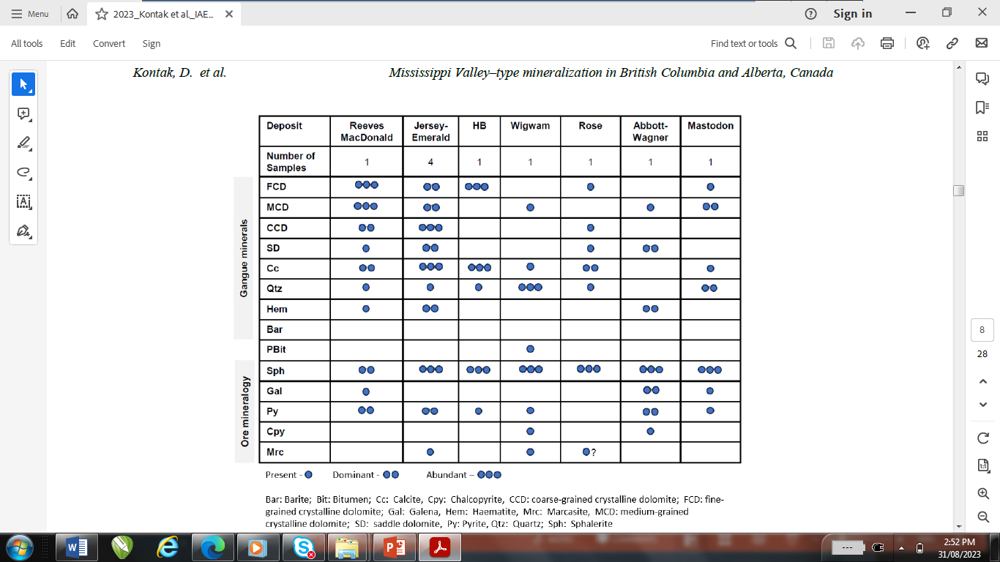 Menu
2023_Kontak et al._IAE...
Sign in
All tools Edit Convert Sign
Find text or tools
Kontak, D. et al. Mississippi Valley–type mineralization in British Columbia and Alberta, Canada
Deposit Reeves MacDonald Jersey-Emerald HB Wigwam Rose Abbott-Wagner Mastodon
Number of Samples 1 4 1 1 1 1 1
Gangue minerals
FCD
MCD
CCD
SD
Cc
Qtz
Hem
Bar
PBit
Ore mineralogy
Sph
Gal
Py
Cpy
Mrc ?
Present - Dominant - Abundant –
Bar: Barite; Bit: Bitumen; Cc: Calcite, Cpy: Chalcopyrite, CCD: coarse-grained crystalline dolomite; FCD: fine-
grained crystalline dolomite; Gal: Galena, Hem: Haematite, Mrc: Marcasite, MCD: medium-grained
crystalline dolomite; SD: saddle dolomite, Py: Pyrite, Qtz: Quartz; Sph: Sphalerite
8
28
1:1
2:52 PM
31/08/2023